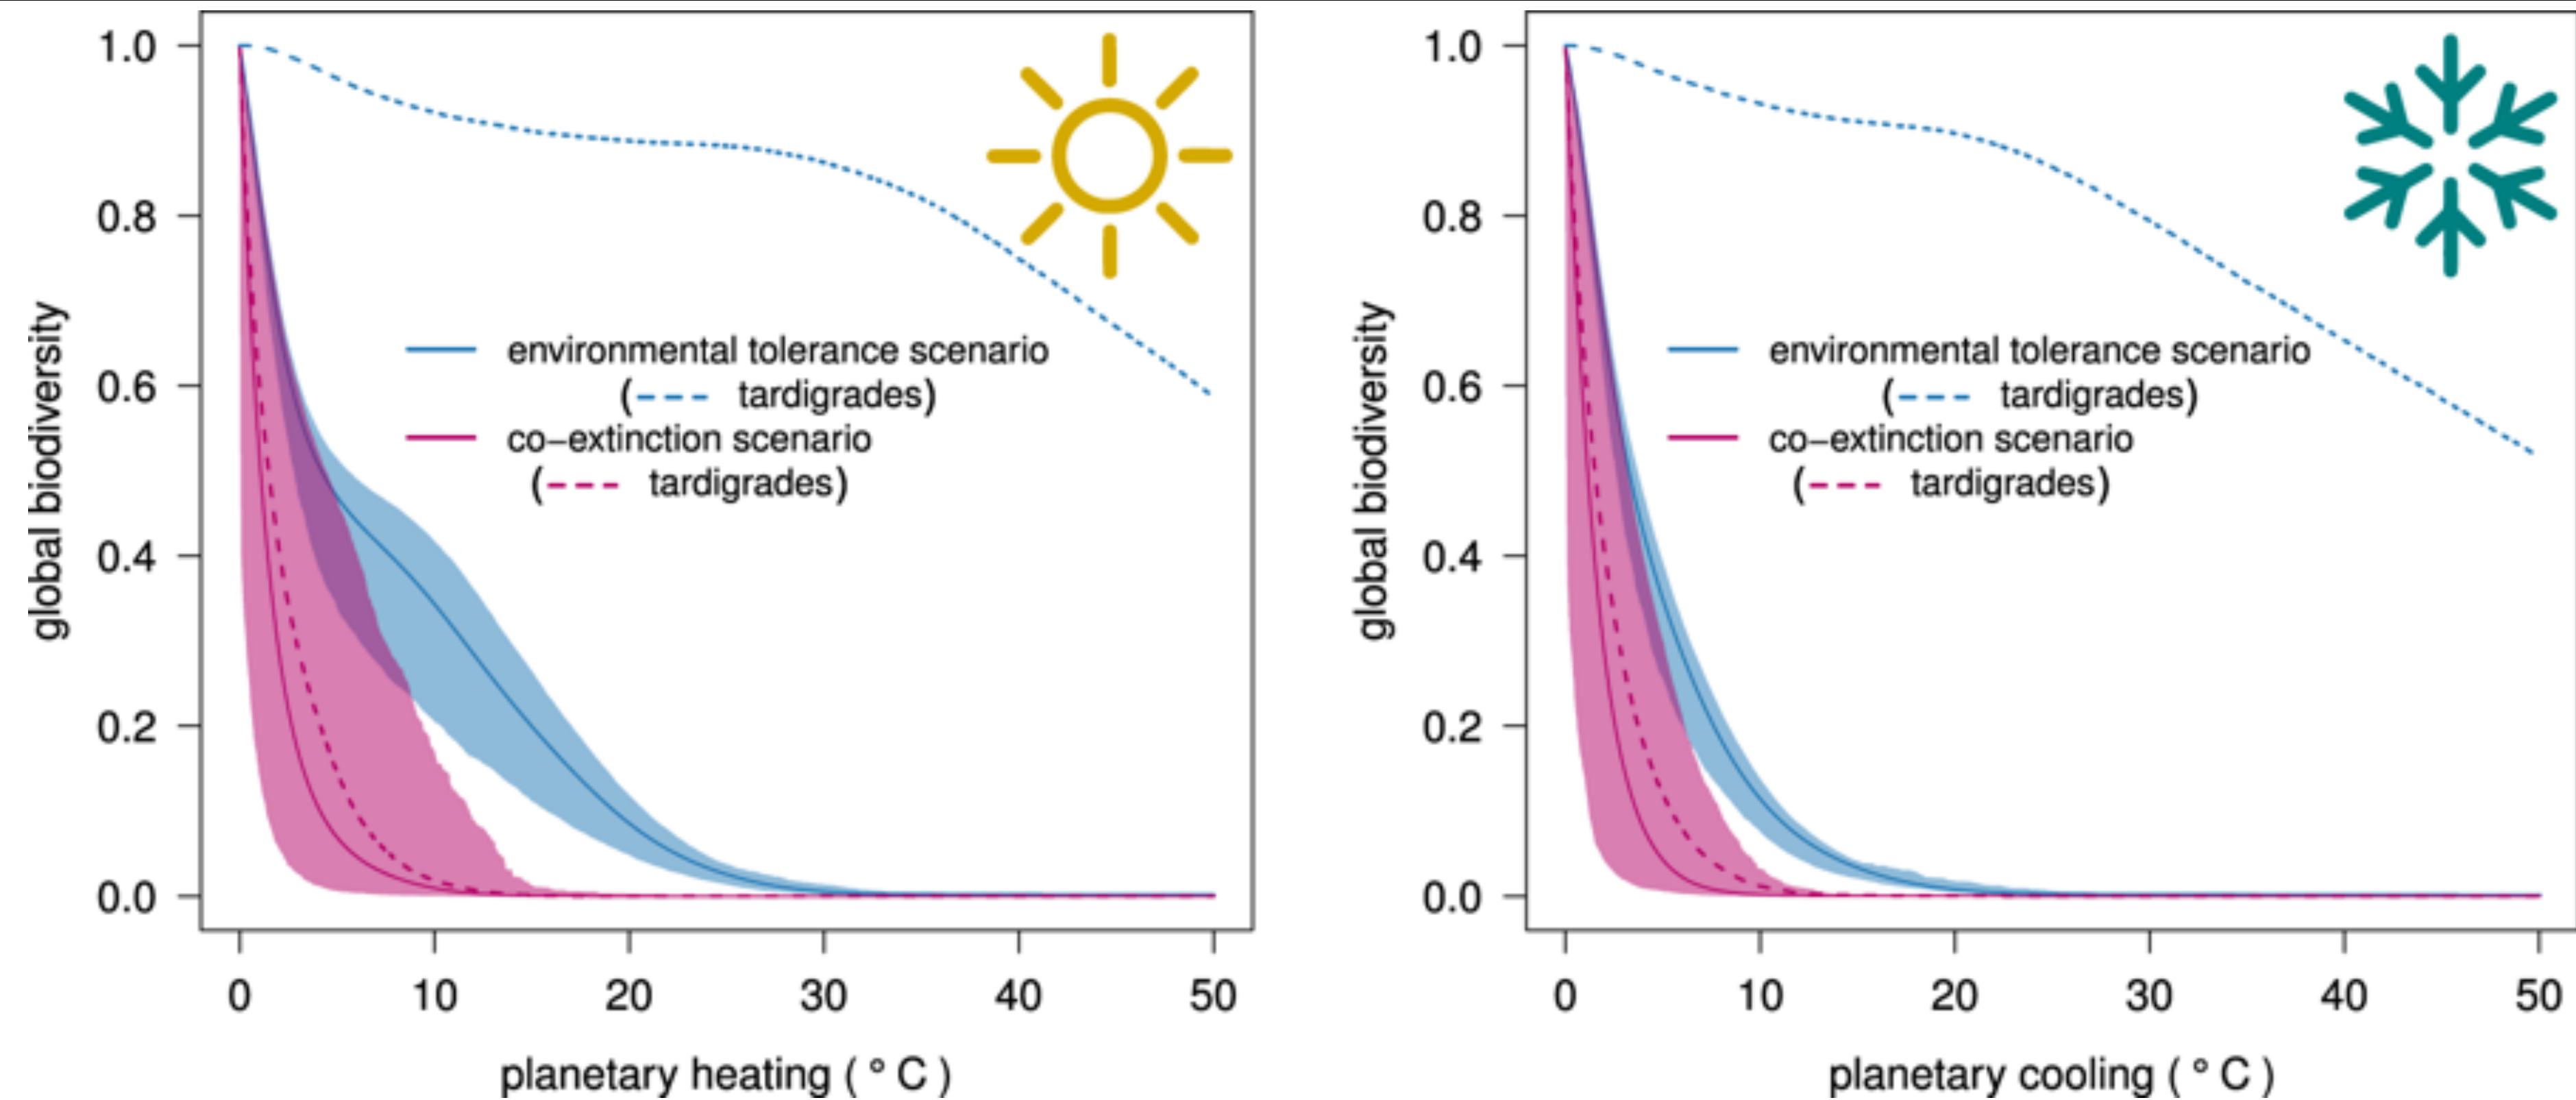 1.0
0.8
0.6
0.4
0.2
0.0
global biodiversity
environmental tolerance scenario
(--- tardigrades)
co−extinction scenario
(--- tardigrades)
0 10 20 30 40 50
planetary heating ( ° C )
1.0
0.8
0.6
0.4
0.2
0.0
global biodiversity
environmental tolerance scenario
(--- tardigrades)
co−extinction scenario
(--- tardigrades)
0 10 20 30 40 50
planetary cooling ( ° C )